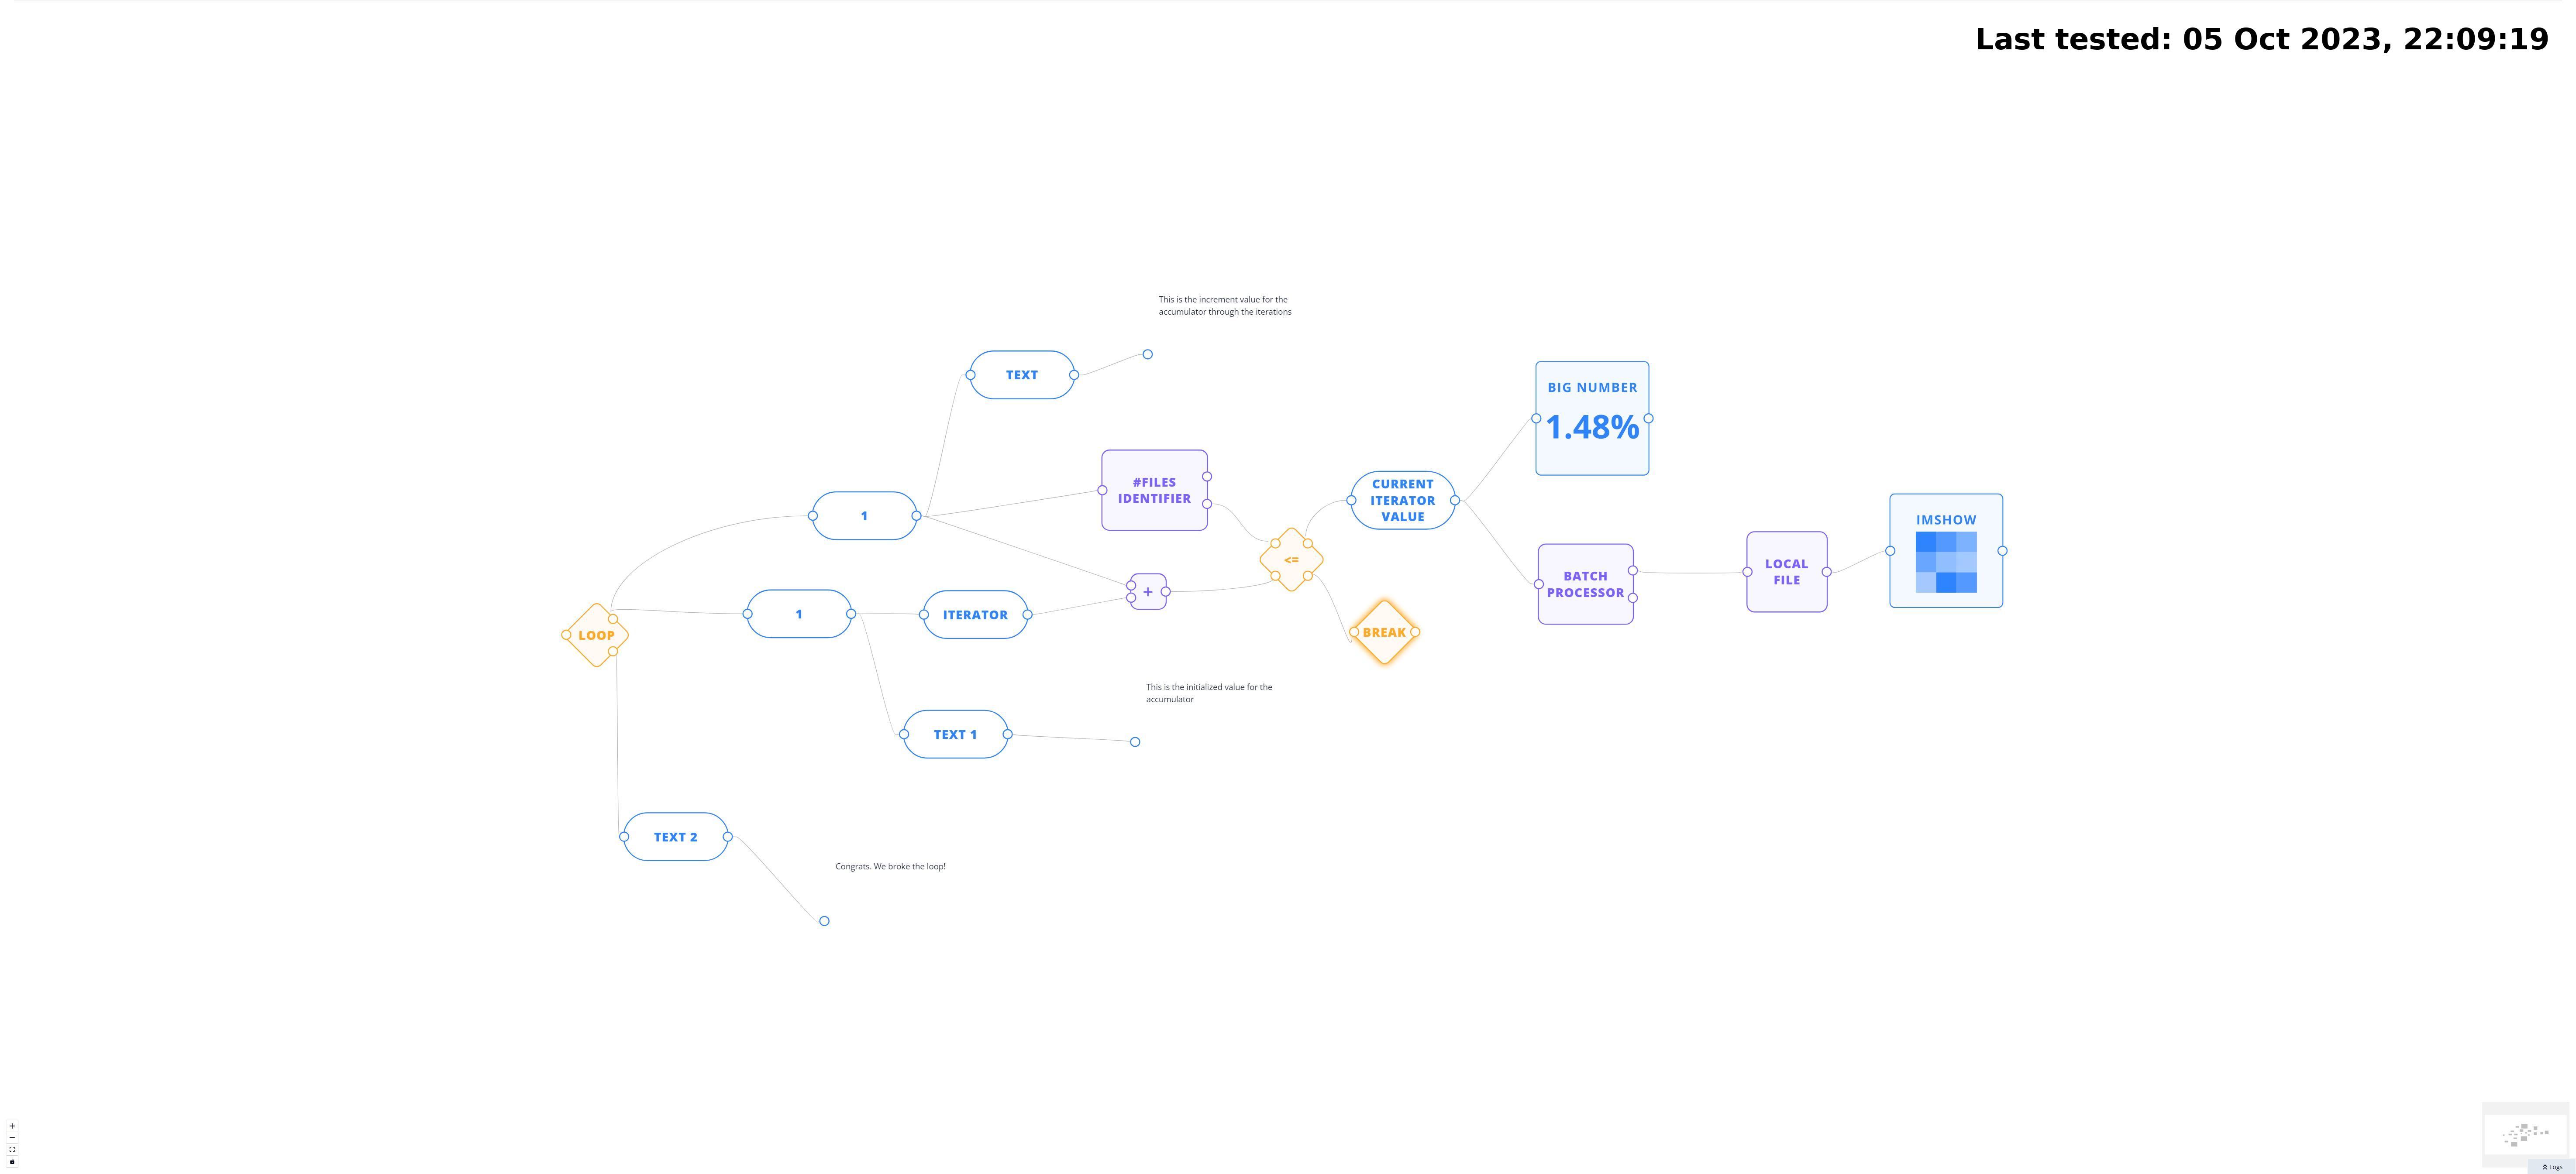 Last tested: 05 Oct 2023, 22:09:19
This is the increment value for the
accumulator through the iterations
TEXT
BIG NUMBER
1.48%
#FILES
IDENTIFIER
CURRENT
ITERATOR
VALUE
1
IMSHOW
<=
LOCAL
FILE
BATCH
PROCESSOR
+
1
ITERATOR
LOOP
BREAK
This is the initialized value for the
accumulator
TEXT 1
TEXT 2
Congrats. We broke the loop!
Logs